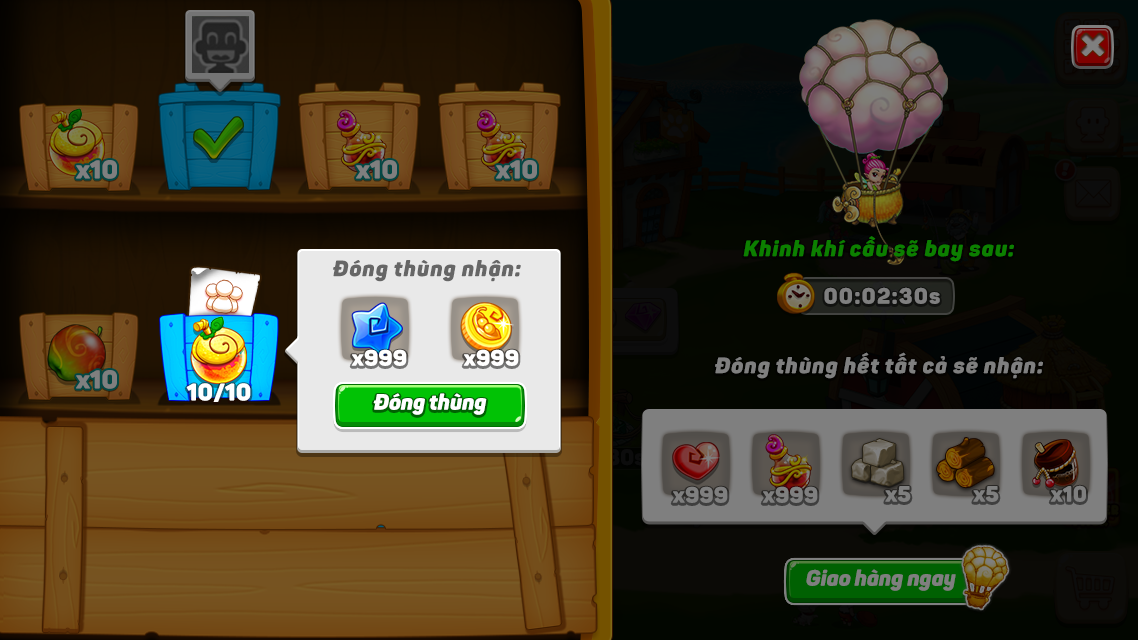 x10
x10
x10
x10
10/10
Đóng thùng nhận:
x999
x999
Đóng thùng
Khinh khí cầu sẽ bay sau:
00:02:30s
Đóng thùng hết tất cả sẽ nhận:
x999
x999
x5
x5
x10
Giao hàng ngay